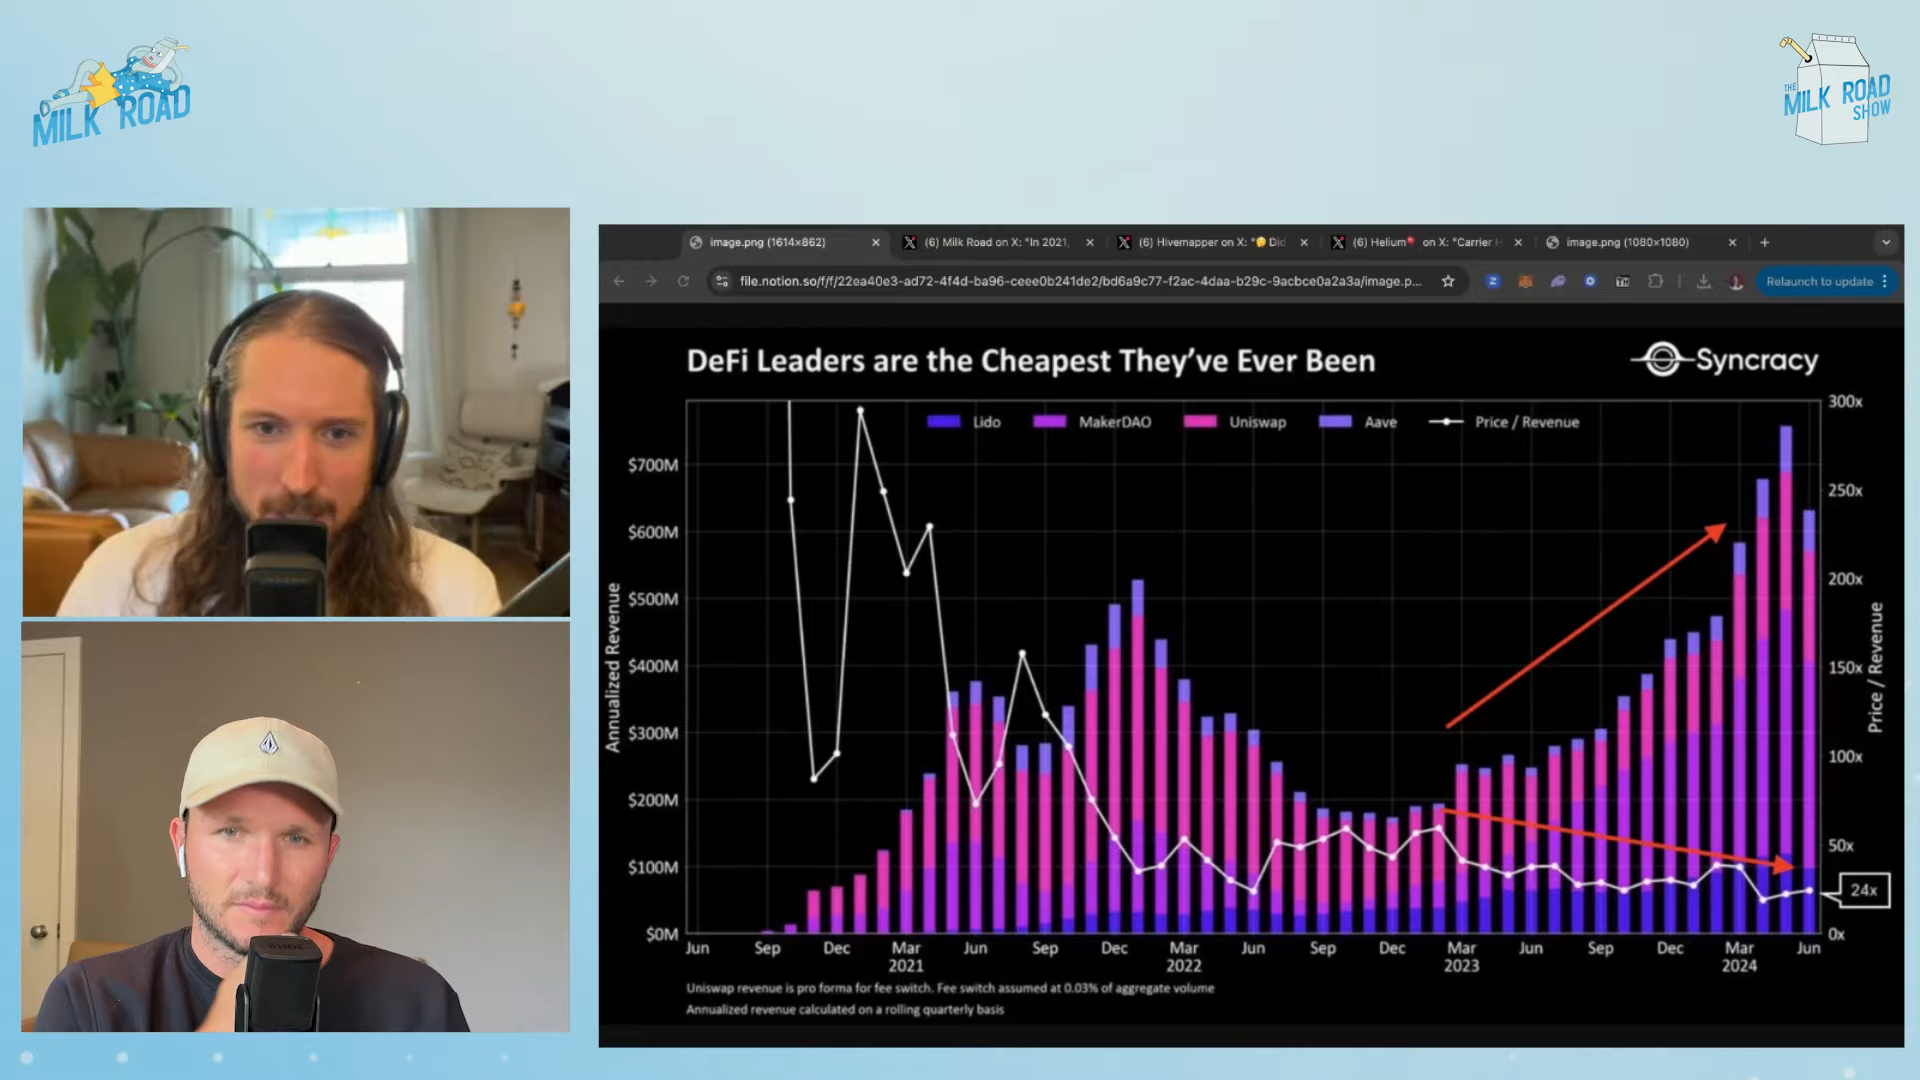 MILK ROAD
THE
MILK ROAD
SHOW
image.png (1614×862)
(6) Milk Road on X: "In 2021,
(6) Hivemapper on X: "🤔 Did
(6) Helium🎈 on X: "Carrier H
image.png (1080×1080)
file.notion.so/f/f/22ea40e3-ad72-4f4d-ba96-ceee0b241de2/bd6a9c77-f2ac-4daa-b29c-9acbce0a2a3a/image.p...
Relaunch to update
DeFi Leaders are the Cheapest They've Ever Been
Syncracy
Lido
MakerDAO
Uniswap
Aave
Price / Revenue
Annualized Revenue
$700M
$600M
$500M
$400M
$300M
$200M
$100M
$0M
300x
250x
200x
150x
100x
50x
0x
Price / Revenue
24x
Jun Sep Dec Mar Jun Sep Dec Mar Jun Sep Dec Mar Jun Sep Dec Mar Jun
2021 2022 2023 2024
Uniswap revenue is pro forma for fee switch. Fee switch assumed at 0.03% of aggregate volume
Annualized revenue calculated on a rolling quarterly basis
RODE